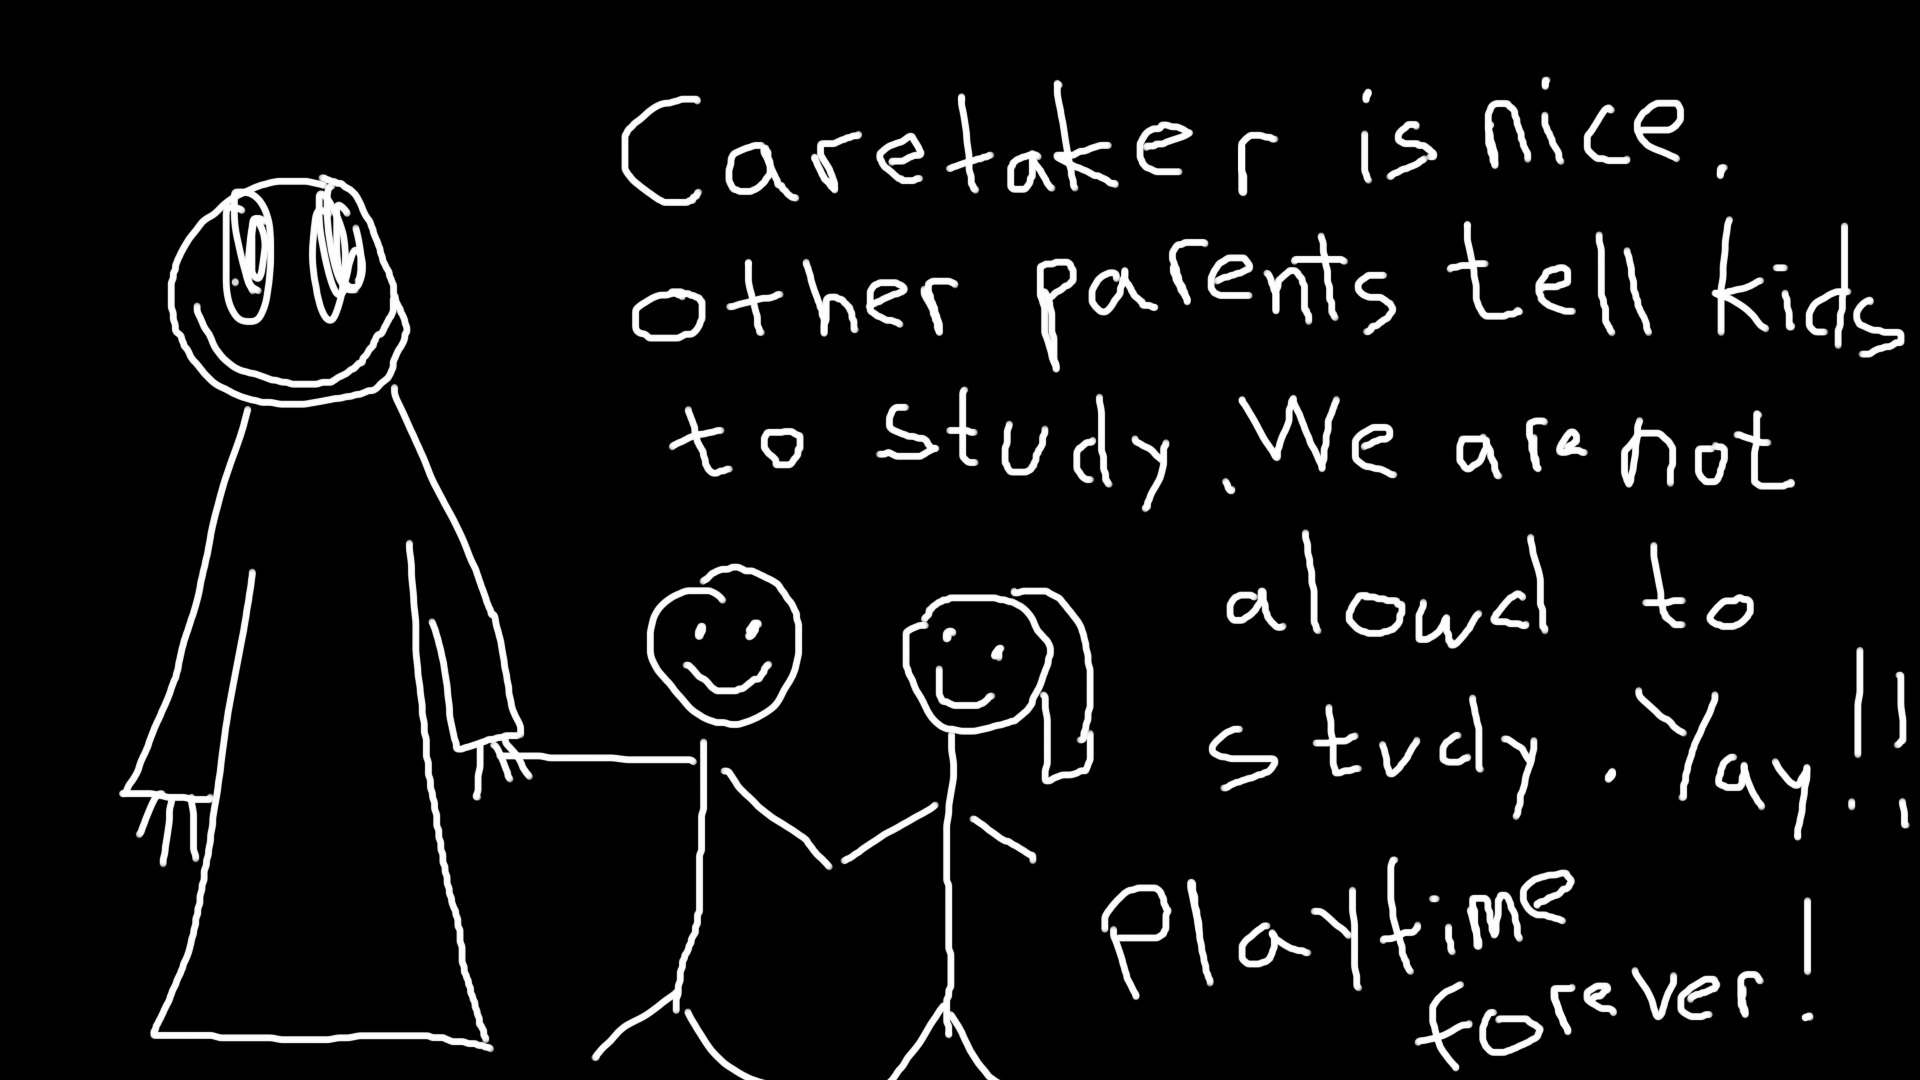 Caretaker is nice.
other parents tell kids
to study. We are not
alowd to
study. Yay!!
Playtime
forever!